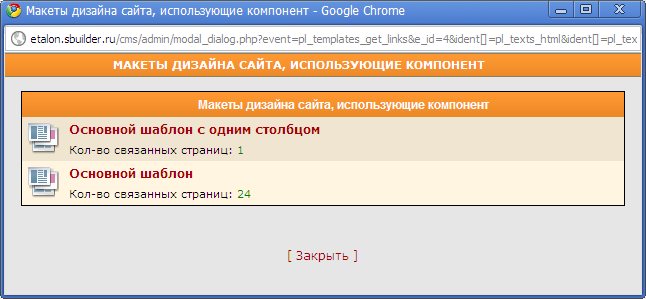 Макеты дизайна сайта, использующие компонент - Google Chrome
etalon.sbuilder.ru/cms/admin/modal_dialog.php?event=pl_templates_get_links&e_id=4&ident[]=pl_texts_html&ident[]=pl_tex
МАКЕТЫ ДИЗАЙНА САЙТА, ИСПОЛЬЗУЮЩИЕ КОМПОНЕНТ
Макеты дизайна сайта, использующие компонент
Основной шаблон с одним столбцом
Кол-во связанных страниц: 1
Основной шаблон
Кол-во связанных страниц: 24
[ Закрыть ]